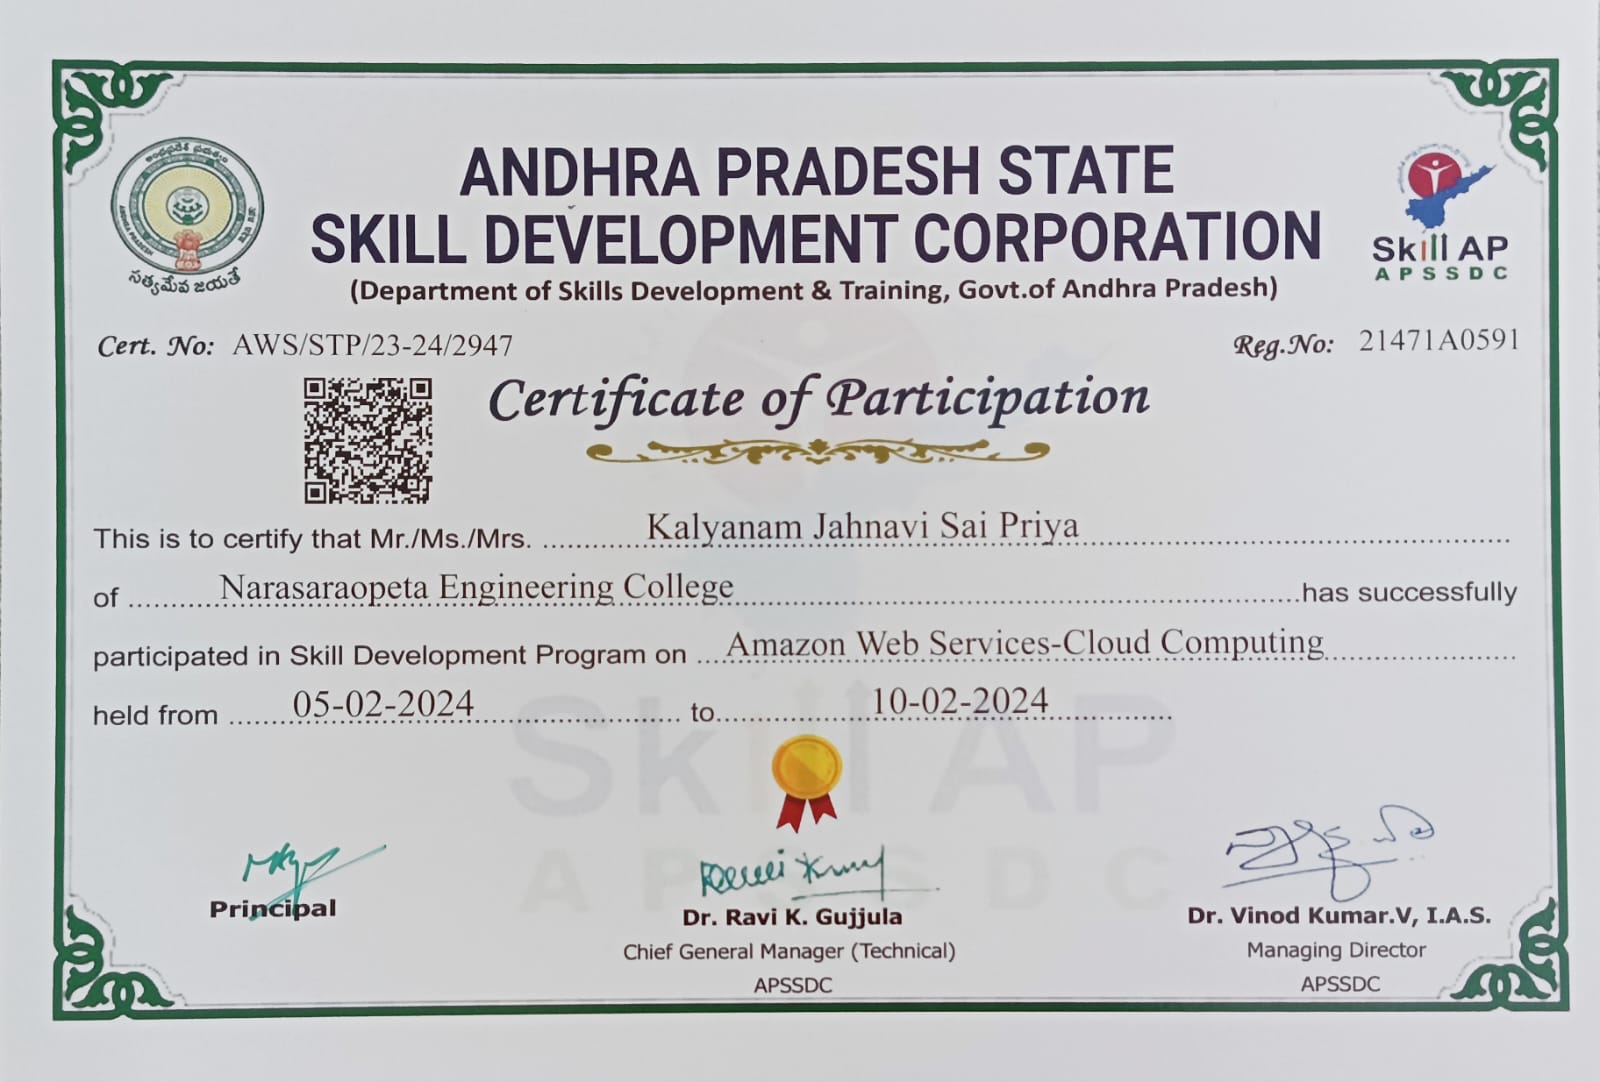 ANDHRA PRADESH STATE
SKILL DEVELOPMENT CORPORATION
(Department of Skills Development & Training, Govt.of Andhra Pradesh)
సత్యమేవ జయతే
Skill AP
APSSDC
Cert. No: AWS/STP/23-24/2947
Reg.No: 21471A0591
Certificate of Participation
This is to certify that Mr./Ms./Mrs. Kalyanam Jahnavi Sai Priya
of Narasaraopeta Engineering College has successfully
participated in Skill Development Program on Amazon Web Services-Cloud Computing
held from 05-02-2024 to 10-02-2024
Skill AP
APSSDC
Principal
Dr. Ravi K. Gujjula
Chief General Manager (Technical)
APSSDC
Dr. Vinod Kumar.V, I.A.S.
Managing Director
APSSDC